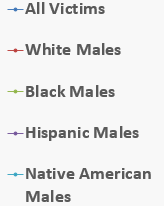 All Victims
White Males
Black Males
Hispanic Males
Native American
Males